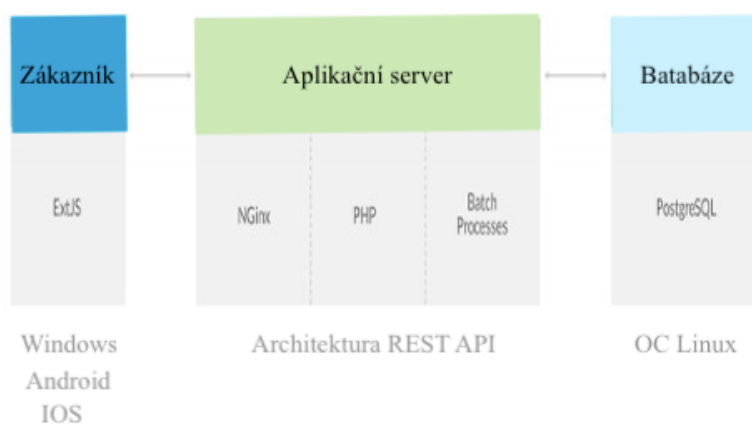 Zákazník
Aplikační server
Batabáze
ExtJS
NGinx
PHP
Batch
Processes
PostgreSQL
Windows
Android
IOS
Architektura REST API
OC Linux